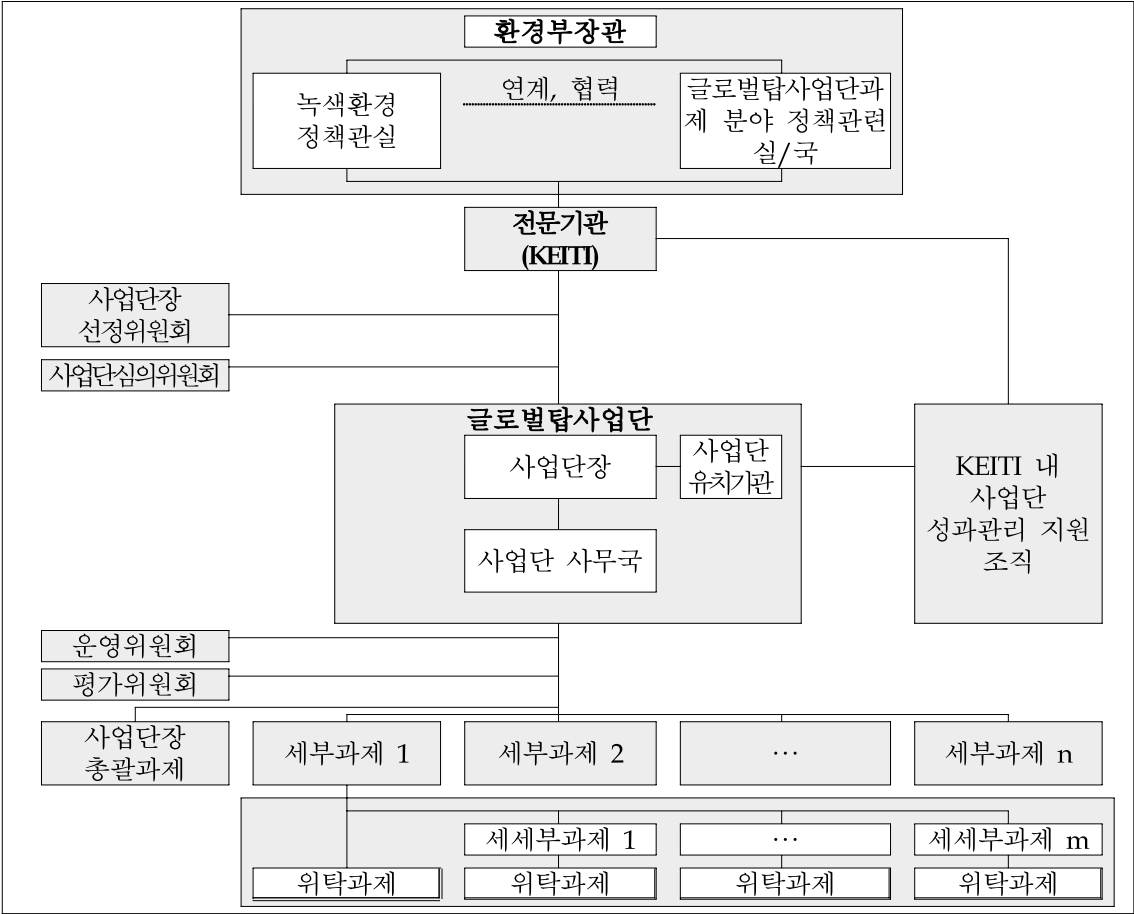 환경부장관
녹색환경
정책관실
연계, 협력
글로벌탑사업단과
제 분야 정책관련
실/국
전문기관
(KEITI)
사업단장
선정위원회
사업단심의위원회
글로벌탑사업단
사업단장
사업단
유치기관
사업단 사무국
KEITI 내
사업단
성과관리 지원
조직
운영위원회
평가위원회
사업단장
총괄과제
세부과제 1
세부과제 2
…
세부과제 n
세세부과제 1
…
세세부과제 m
위탁과제
위탁과제
위탁과제
위탁과제